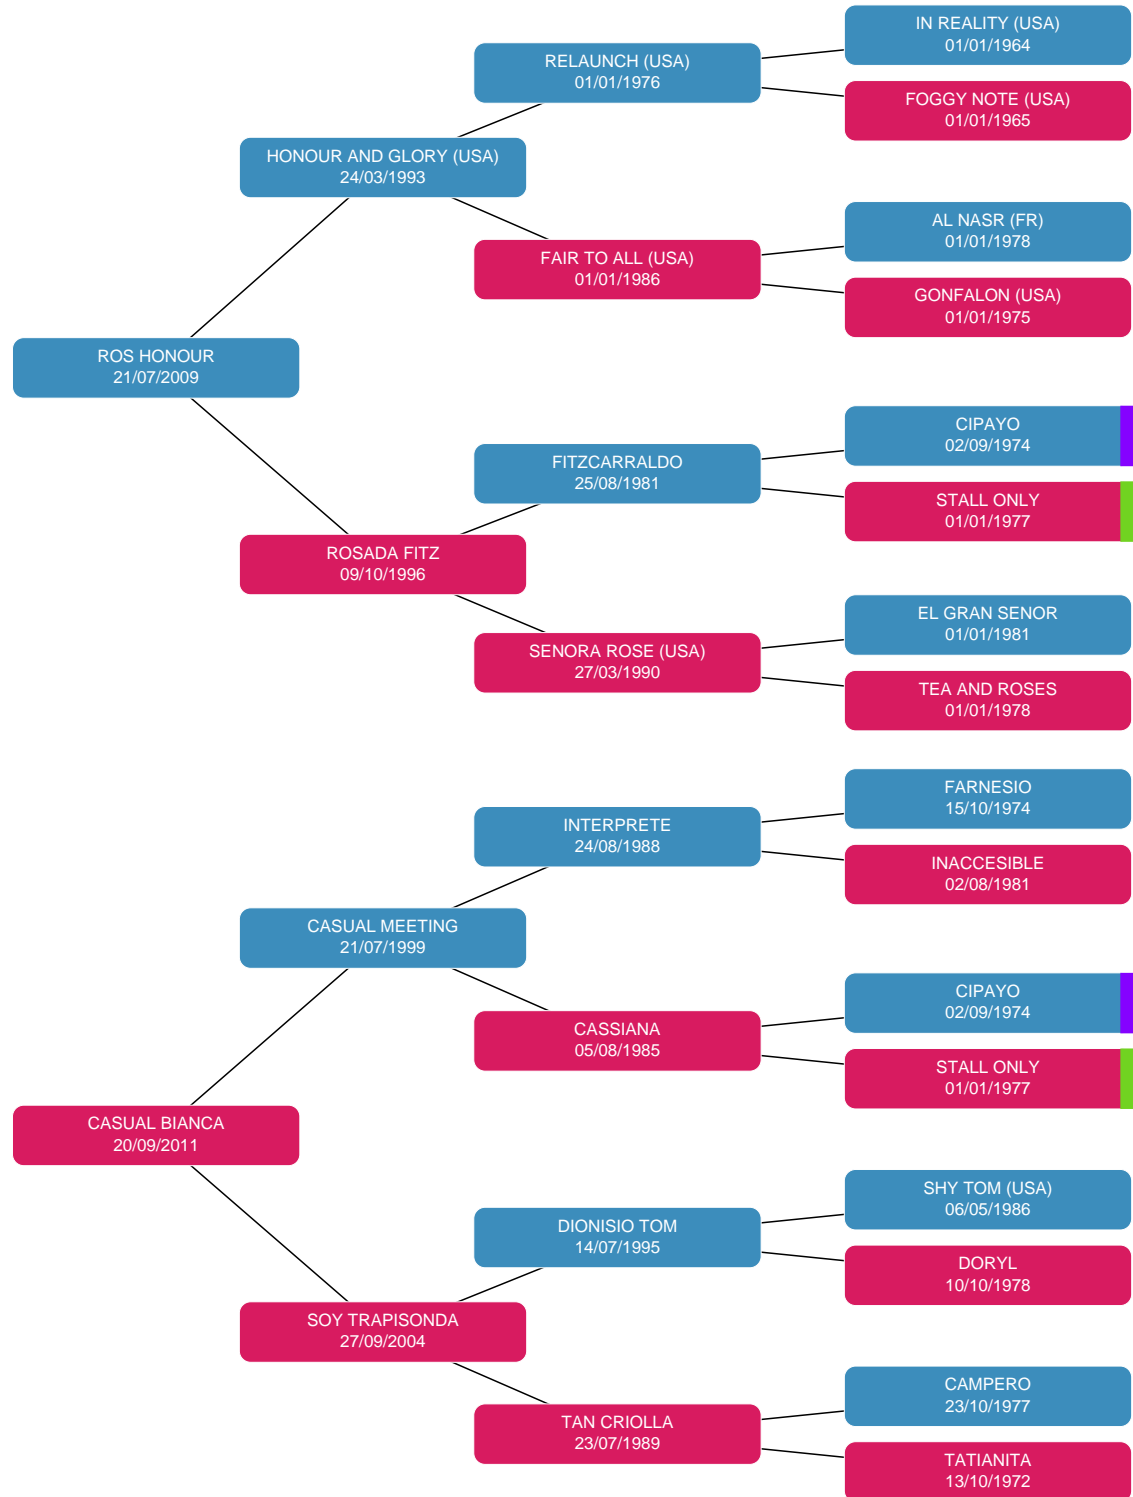 IN REALITY (USA)
01/01/1964
RELAUNCH (USA)
01/01/1976
FOGGY NOTE (USA)
01/01/1965
HONOUR AND GLORY (USA)
24/03/1993
AL NASR (FR)
01/01/1978
FAIR TO ALL (USA)
01/01/1986
GONFALON (USA)
01/01/1975
ROS HONOUR
21/07/2009
CIPAYO
02/09/1974
FITZCARRALDO
25/08/1981
STALL ONLY
01/01/1977
ROSADA FITZ
09/10/1996
EL GRAN SENOR
01/01/1981
SENORA ROSE (USA)
27/03/1990
TEA AND ROSES
01/01/1978
FARNESIO
15/10/1974
INTERPRETE
24/08/1988
INACCESIBLE
02/08/1981
CASUAL MEETING
21/07/1999
CIPAYO
02/09/1974
CASSIANA
05/08/1985
STALL ONLY
01/01/1977
CASUAL BIANCA
20/09/2011
SHY TOM (USA)
06/05/1986
DIONISIO TOM
14/07/1995
DORYL
10/10/1978
SOY TRAPISONDA
27/09/2004
CAMPERO
23/10/1977
TAN CRIOLLA
23/07/1989
TATIANITA
13/10/1972